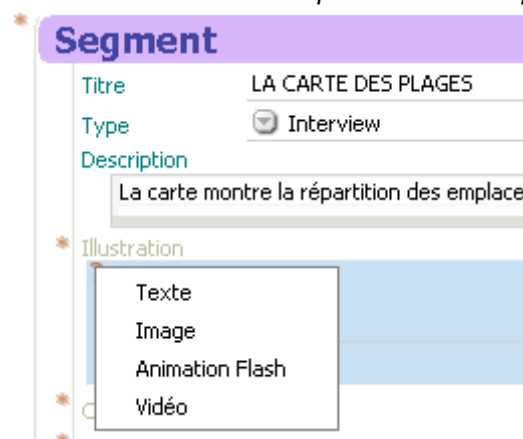 Segment
Titre LA CARTE DES PLAGES
Type Interview
Description
La carte montre la répartition des emplace
Illustration
Texte
Image
Animation Flash
Vidéo